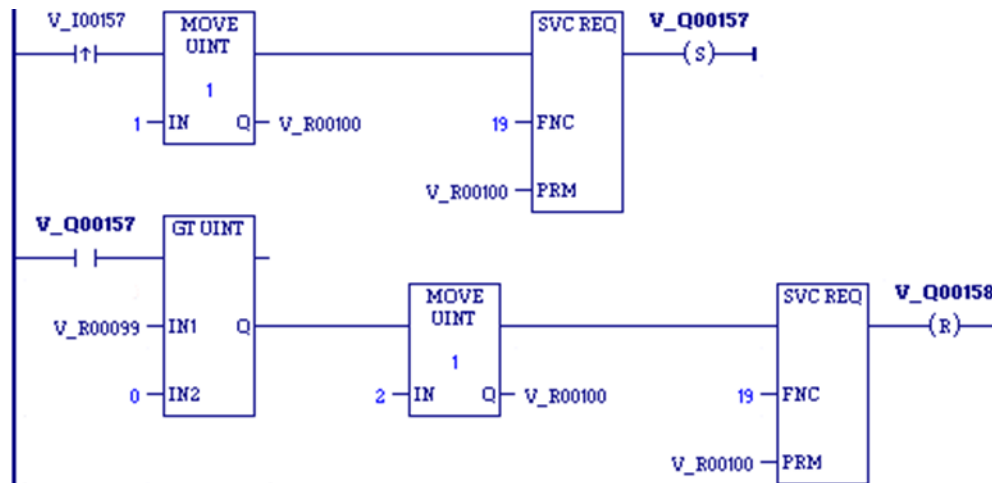 V_I00157
MOVE
UINT
1
1 IN Q V_R00100
SVC REQ
19 FNC
V_R00100 PRM
V_Q00157
S
V_Q00157
GT UINT
V_R00099 IN1 Q
0 IN2
MOVE
UINT
1
2 IN Q V_R00100
SVC REQ
19 FNC
V_R00100 PRM
V_Q00158
R